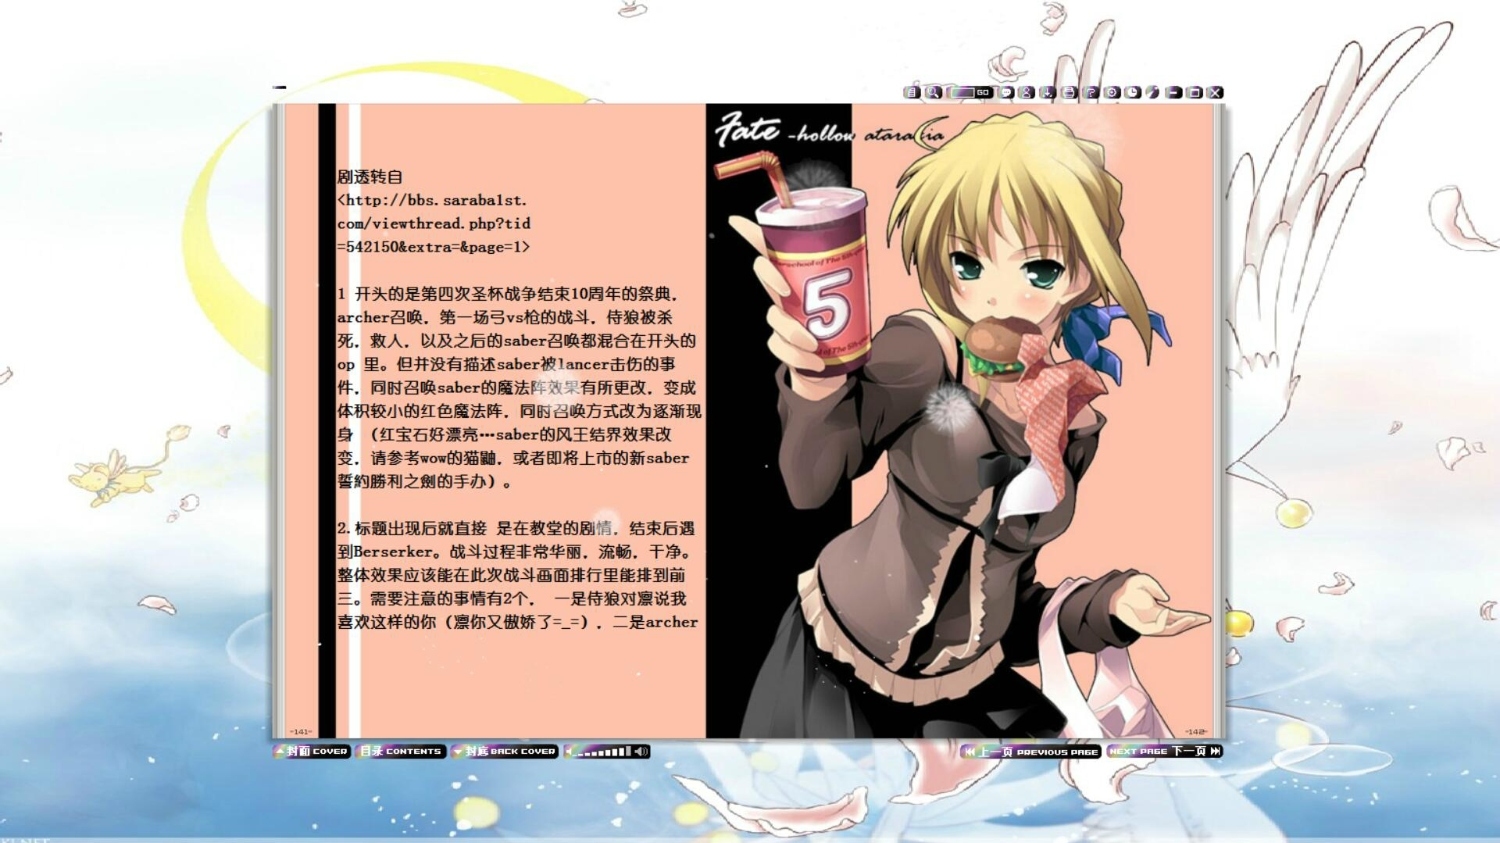 GO
剧透转自
<http://bbs.saraba1st.
com/viewthread.php?tid
=542150&extra=&page=1>
1 开头的是第四次圣杯战争结束10周年的祭典．
archer召唤．第一场弓vs枪的战斗．侍狼被杀
死．救人．以及之后的saber召唤都混合在开头的
op 里。但并没有描述saber被lancer击伤的事
件．同时召唤saber的魔法阵效果有所更改．变成
体积较小的红色魔法阵．同时召唤方式改为逐渐现
身 （红宝石好漂亮…saber的风王结界效果改
变．请参考wow的猫鼬．或者即将上市的新saber
誓約勝利之劍的手办）。
2.标题出现后就直接 是在教堂的剧情．结束后遇
到Berserker。战斗过程非常华丽．流畅．干净。
整体效果应该能在此次战斗画面排行里能排到前
三。需要注意的事情有2个． 一是侍狼对凛说我
喜欢这样的你（凛你又傲娇了=_=）．二是archer
-141-
Fate -hollow ataraxia
5
-142-
封面 COVER
目录 CONTENTS
封底 BACK COVER
上一页 PREVIOUS PAGE
NEXT PAGE 下一页